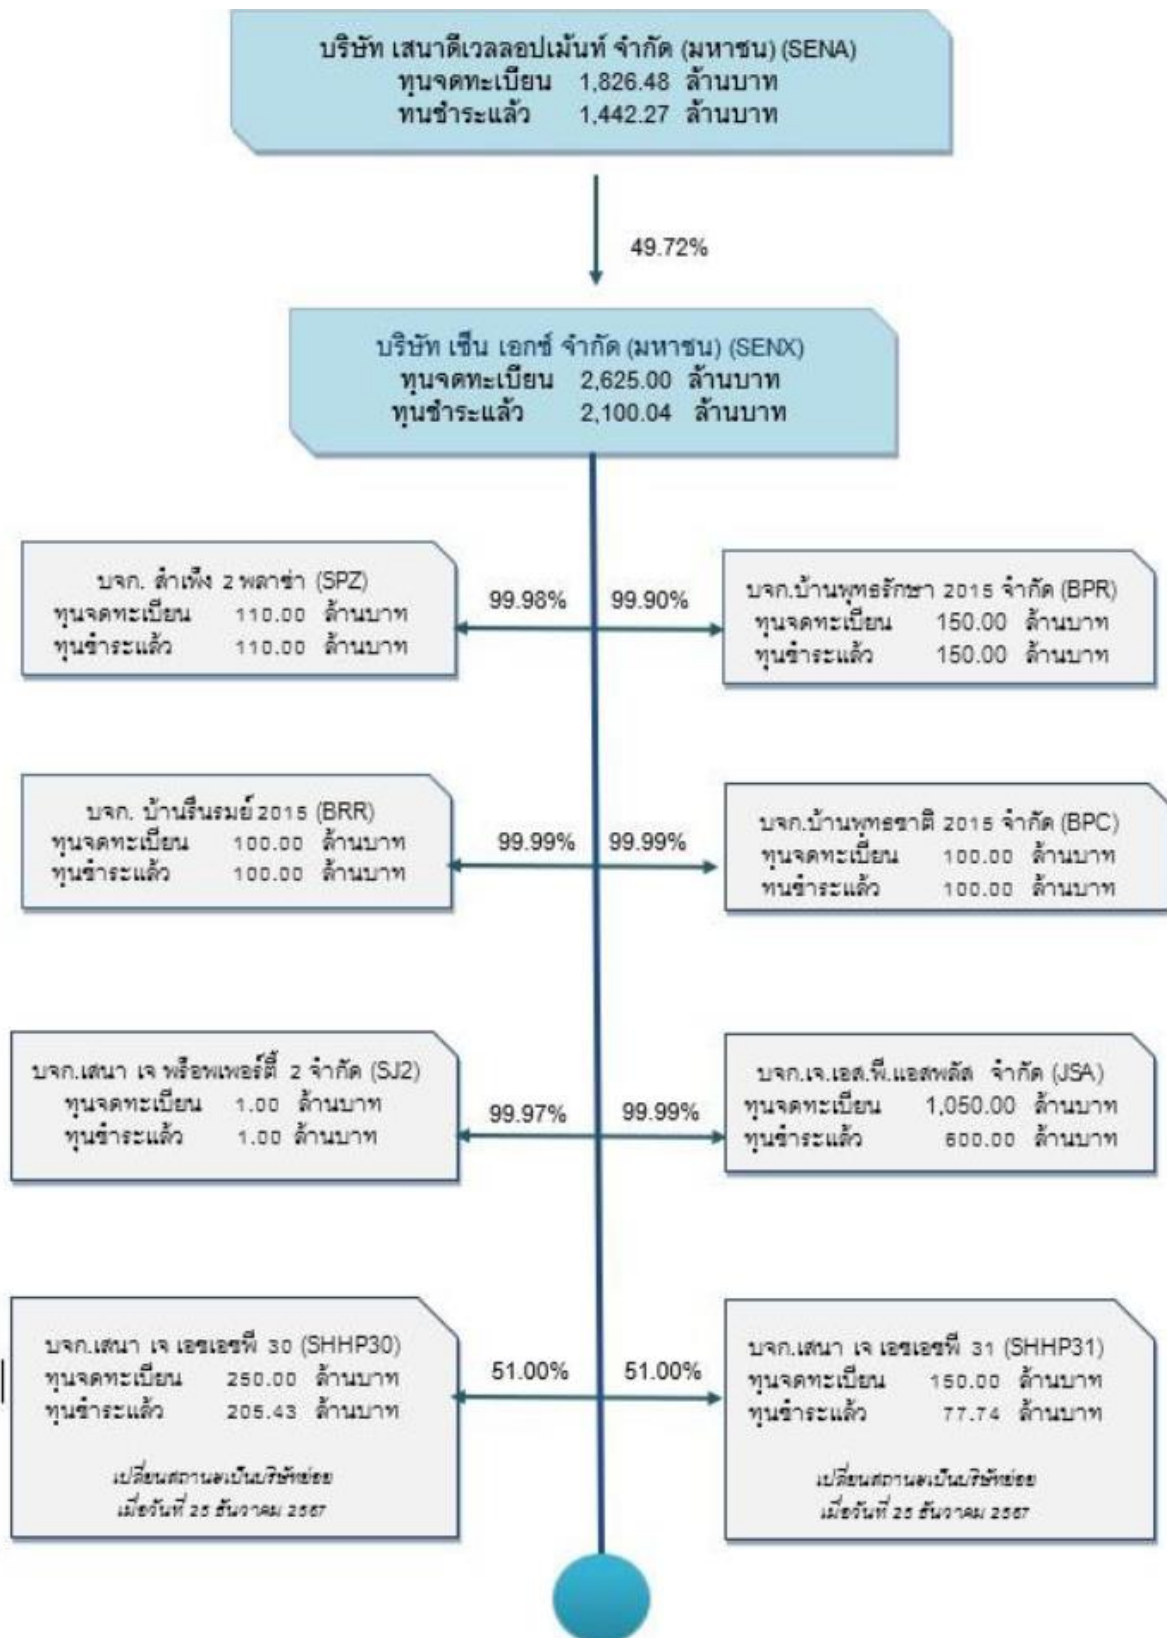 บริษัท เสนาดีเวลลอปเม้นท์ จำกัด (มหาชน) (SENA)
ทุนจดทะเบียน 1,826.48 ล้านบาท
ทนชำระแล้ว 1,442.27 ล้านบาท
49.72%
บริษัท เซ็น เอกซ์ จำกัด (มหาชน) (SENX)
ทุนจดทะเบียน 2,625.00 ล้านบาท
ทุนชำระแล้ว 2,100.04 ล้านบาท
บจก. สำเพ็ง 2 พลาซ่า (SPZ)
ทุนจดทะเบียน 110.00 ล้านบาท
ทุนชำระแล้ว 110.00 ล้านบาท
99.98% 99.90%
บจก.บ้านพุทธรักษา 2015 จำกัด (BPR)
ทุนจดทะเบียน 150.00 ล้านบาท
ทุนชำระแล้ว 150.00 ล้านบาท
บจก. บ้านรื่นรมย์ 2015 (BRR)
ทุนจดทะเบียน 100.00 ล้านบาท
ทุนชำระแล้ว 100.00 ล้านบาท
99.99% 99.99%
บจก.บ้านพุทธชาติ 2015 จำกัด (BPC)
ทุนจดทะเบียน 100.00 ล้านบาท
ทนชำระแล้ว 100.00 ล้านบาท
บจก.เสนา เจ พร็อพเพอร์ตี้ 2 จำกัด (SJ2)
ทุนจดทะเบียน 1.00 ล้านบาท
ทุนชำระแล้ว 1.00 ล้านบาท
99.97% 99.99%
บจก.เจ.เอส.พี.แอสพลัส จำกัด (JSA)
ทุนจดทะเบียน 1,050.00 ล้านบาท
ทุนชำระแล้ว 600.00 ล้านบาท
บจก.เสนา เจ เอชเอชพี 30 (SHHP30)
ทุนจดทะเบียน 250.00 ล้านบาท
ทุนชำระแล้ว 205.43 ล้านบาท
เปลี่ยนสถานะเป็นบริษัทย่อย
เมื่อวันที่ 25 ธันวาคม 2567
51.00% 51.00%
บจก.เสนา เจ เอชเอชพี 31 (SHHP31)
ทุนจดทะเบียน 150.00 ล้านบาท
ทุนชำระแล้ว 77.74 ล้านบาท
เปลี่ยนสถานะเป็นบริษัทย่อย
เมื่อวันที่ 25 ธันวาคม 2567